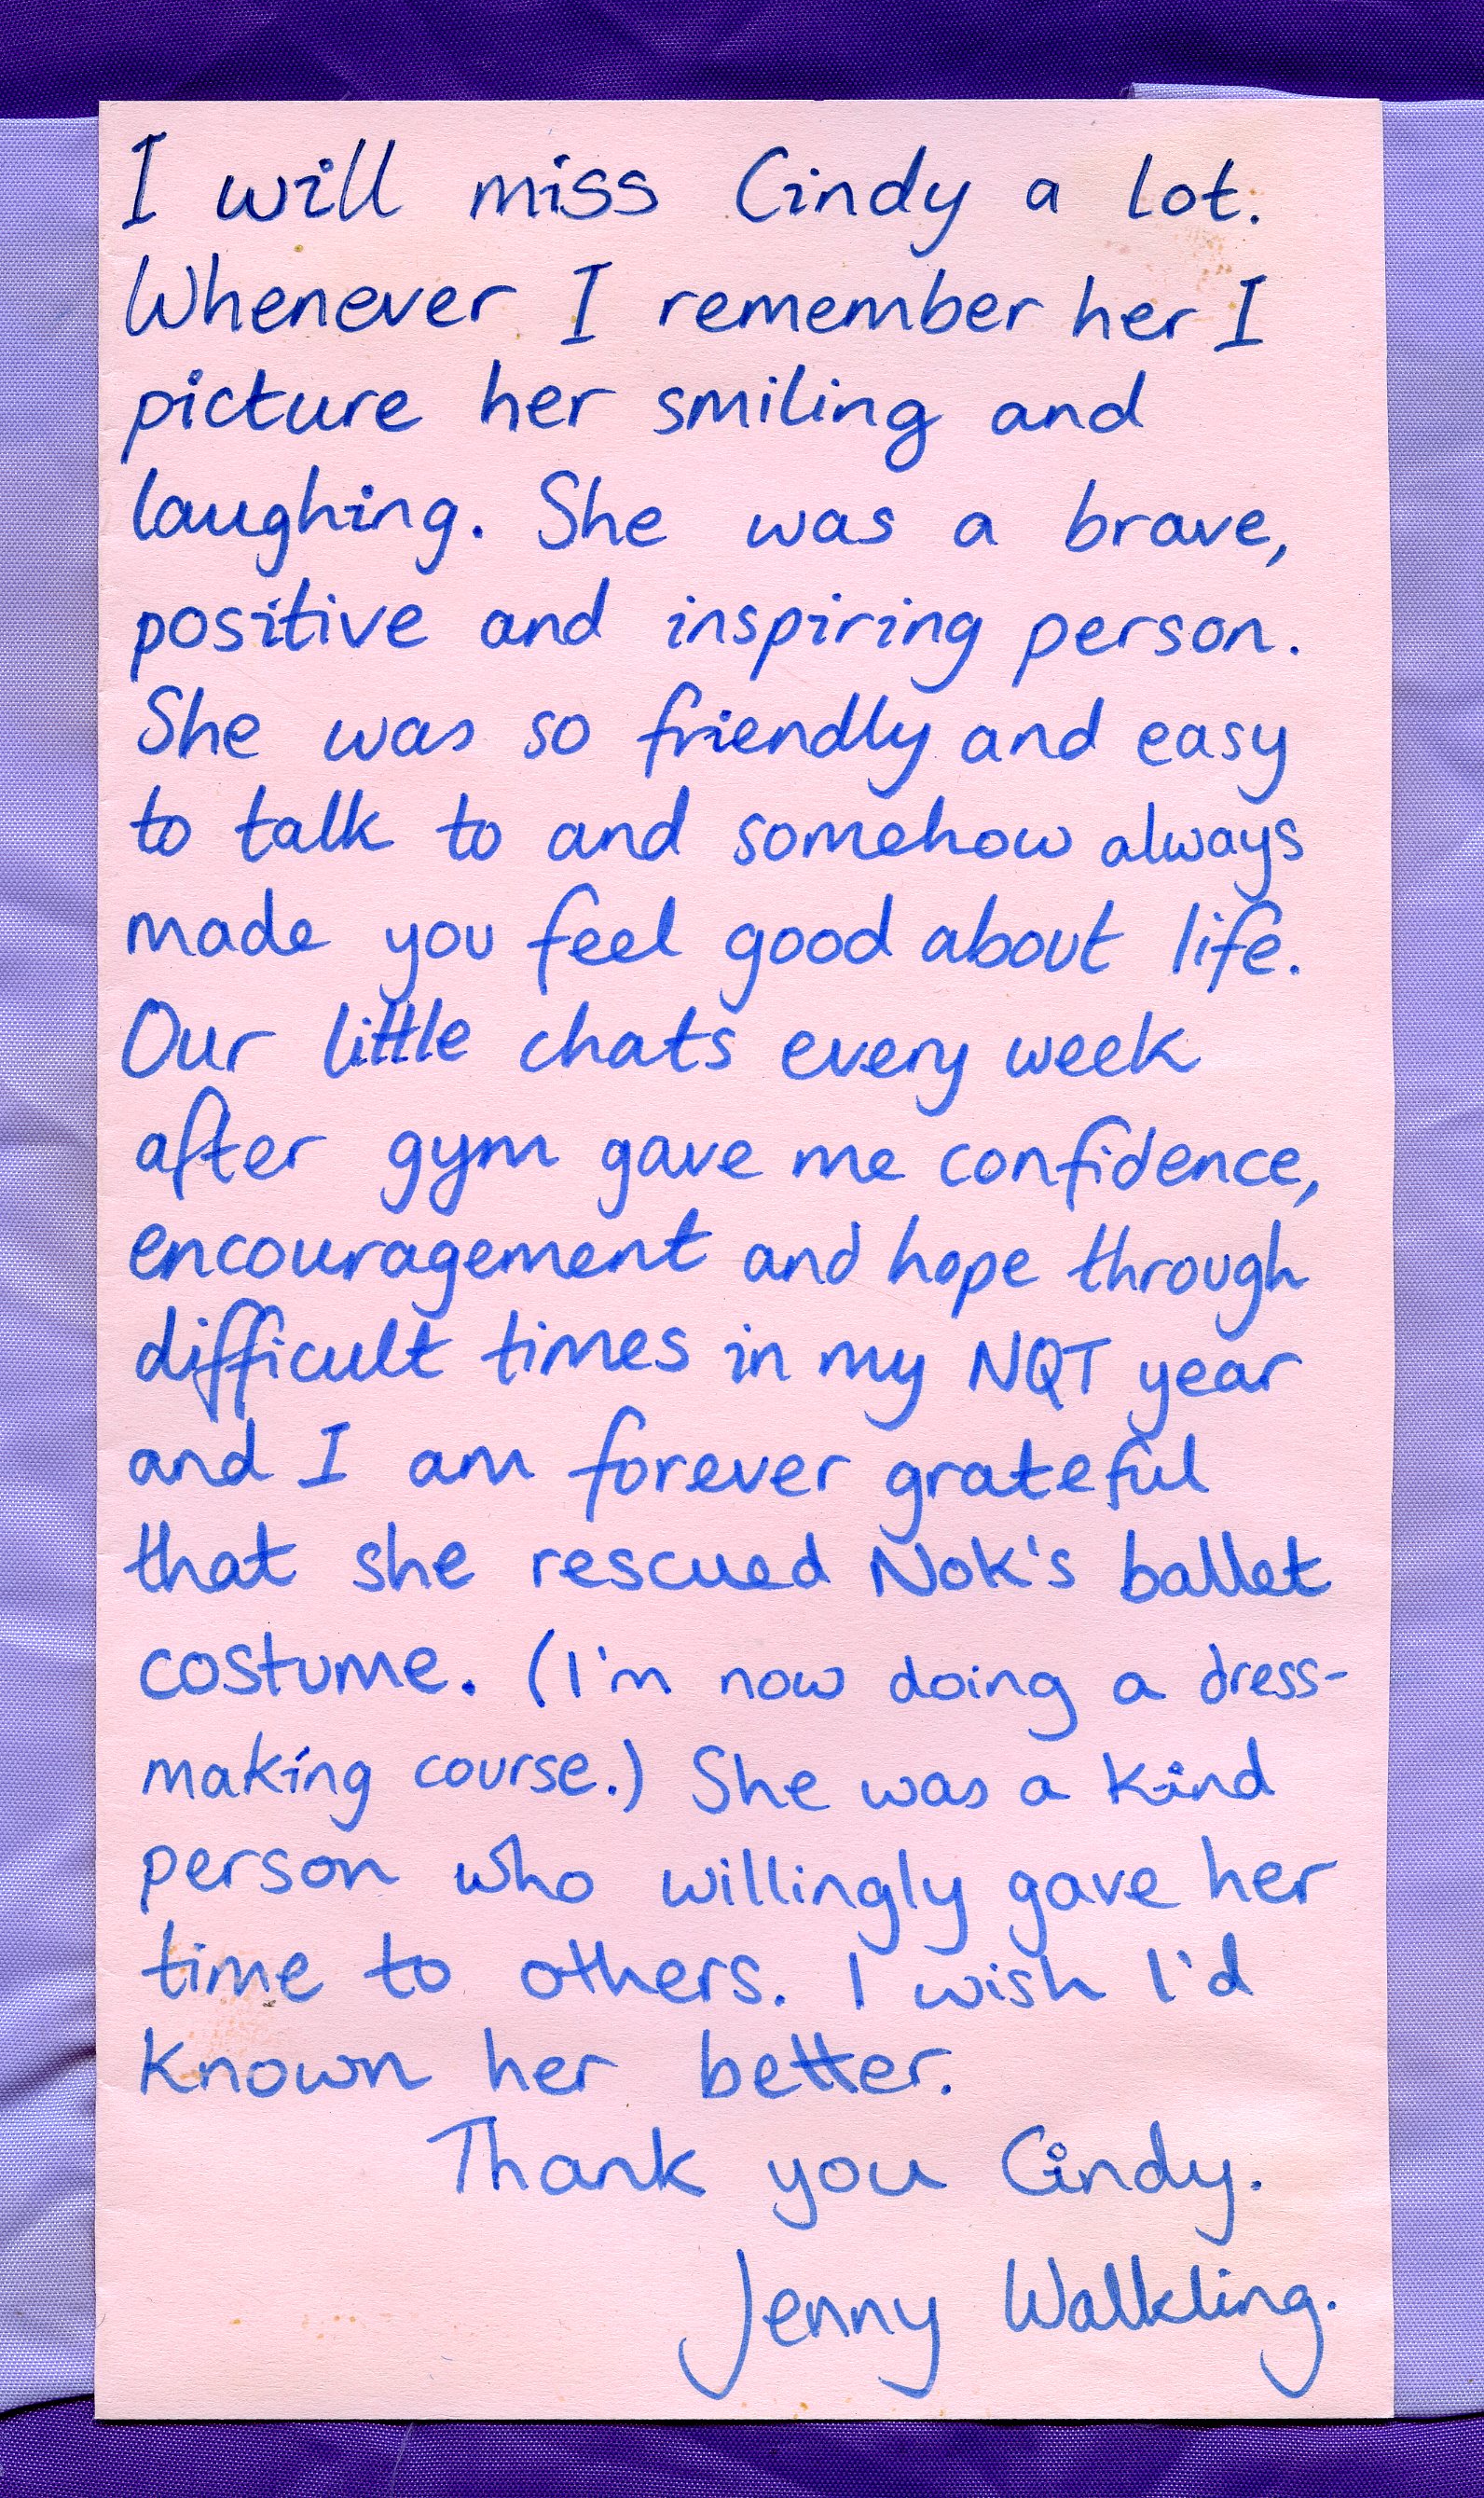 I will miss Cindy a lot.
Whenever I remember her I
picture her smiling and
laughing. She was a brave,
positive and inspiring person.
She was so friendly and easy
to talk to and somehow always
made you feel good about life.
Our little chats every week
after gym gave me confidence,
encouragement and hope through
difficult times in my NQT year
and I am forever grateful
that she rescued Nok's ballet
costume. (I'm now doing a dress-
making course.) She was a kind
person who willingly gave her
time to others. I wish I'd
known her better.
Thank you Cindy.
Jenny Walkling.